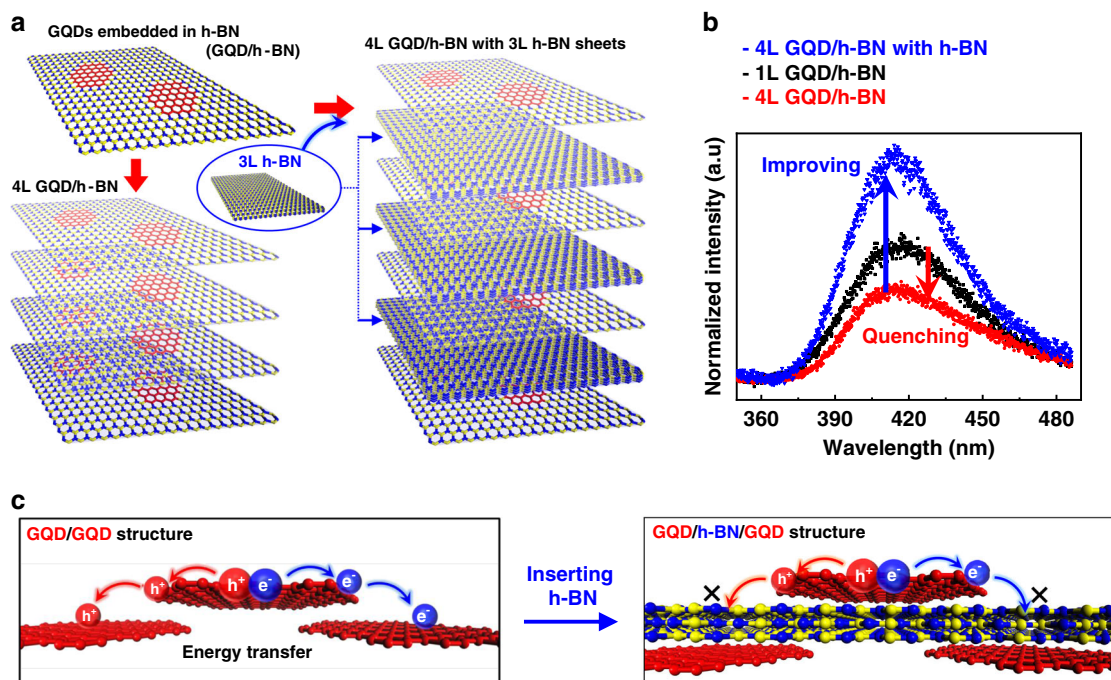 a
GQDs embedded in h-BN
(GQD/h-BN)
4L GQD/h-BN with 3L h-BN sheets
3L h-BN
4L GQD/h-BN
b
- 4L GQD/h-BN with h-BN
- 1L GQD/h-BN
- 4L GQD/h-BN
Improving
Quenching
Normalized intensity (a.u)
360 390 420 450 480
Wavelength (nm)
c
GQD/GQD structure
h+ h+ h+ e- e- e-
Energy transfer
Inserting
h-BN
GQD/h-BN/GQD structure
h+ h+ e- e-
× ×